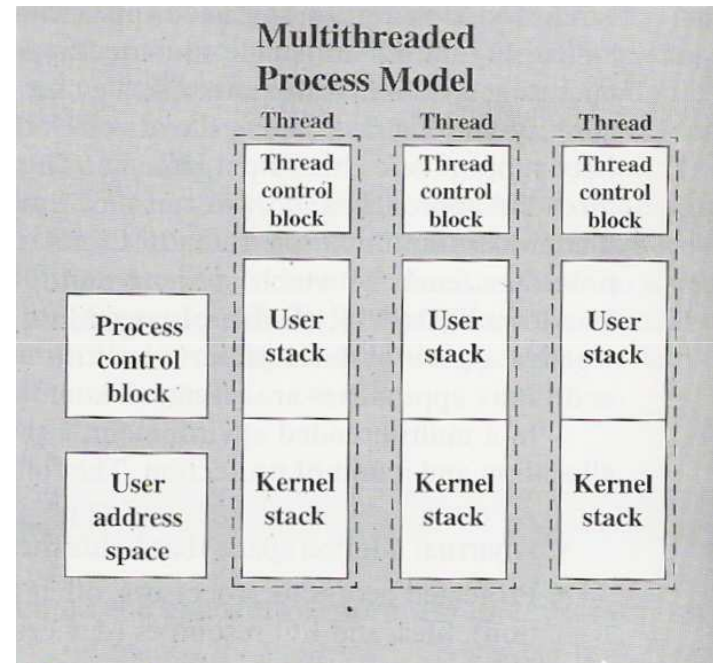 Multithreaded
Process Model
Thread
Thread
Thread
Thread
control
block
Thread
control
block
Thread
control
block
Process
control
block
User
stack
User
stack
User
stack
User
address
space
Kernel
stack
Kernel
stack
Kernel
stack